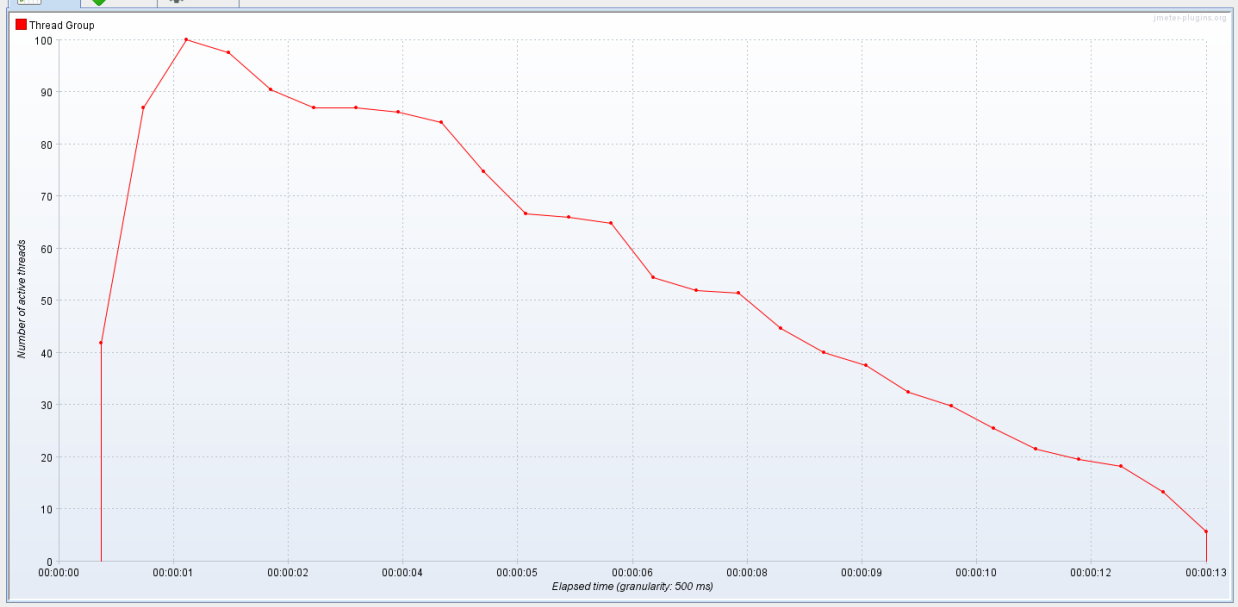 Thread Group
jmeter-plugins.org
100
90
80
70
60
50
40
30
20
10
0
Number of active threads
00:00:00 00:00:01 00:00:02 00:00:04 00:00:05 00:00:06 00:00:08 00:00:09 00:00:10 00:00:12 00:00:13
Elapsed time (granularity: 500 ms)